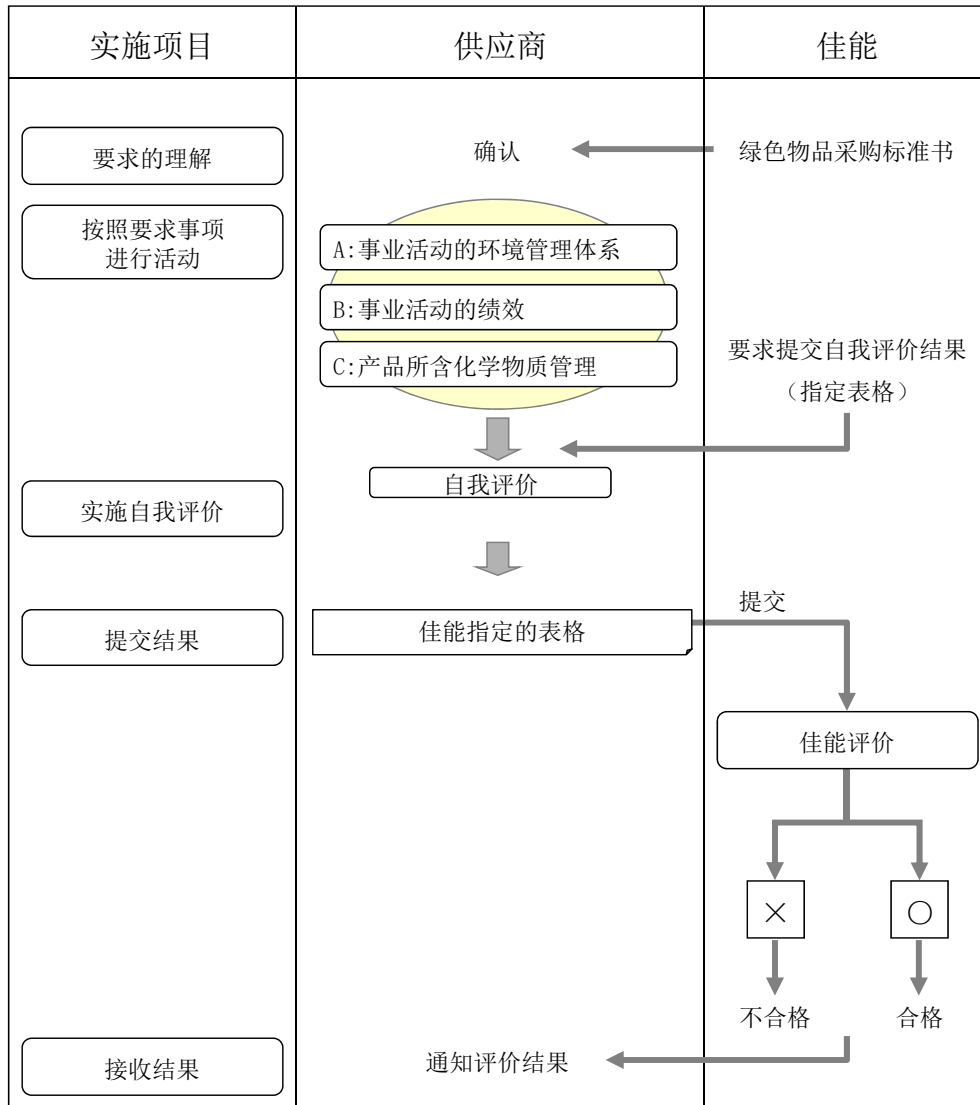 实施项目
供应商
佳能
要求的理解
确认
绿色物品采购标准书
按照要求事项
进行活动
A:事业活动的环境管理体系
B:事业活动的绩效
C:产品所含化学物质管理
要求提交自我评价结果
（指定表格）
实施自我评价
自我评价
提交结果
佳能指定的表格
提交
佳能评价
×
○
不合格
合格
接收结果
通知评价结果